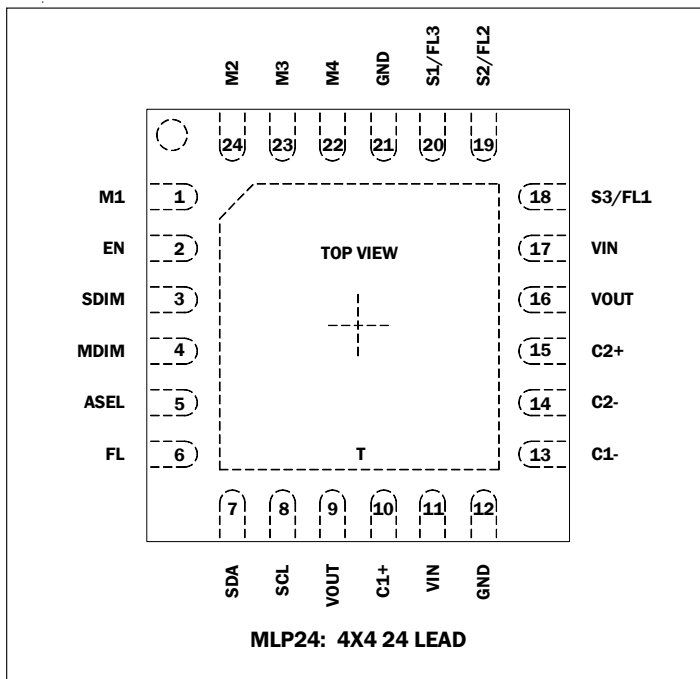 M2
M3
M4
GND
S1/FL3
S2/FL2
24
23
22
21
20
19
M1 1
18 S3/FL1
EN 2
TOP VIEW
17 VIN
SDIM 3
16 VOUT
MDIM 4
15 C2+
ASEL 5
14 C2-
FL 6
T
13 C1-
7
8
9
10
11
12
SDA
SCL
VOUT
C1+
VIN
GND
MLP24: 4X4 24 LEAD